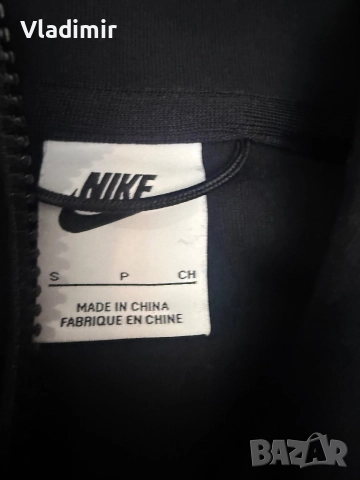 Vladimir
NIKE
S P CH
MADE IN CHINA
FABRIQUE EN CHINE
BAZAR